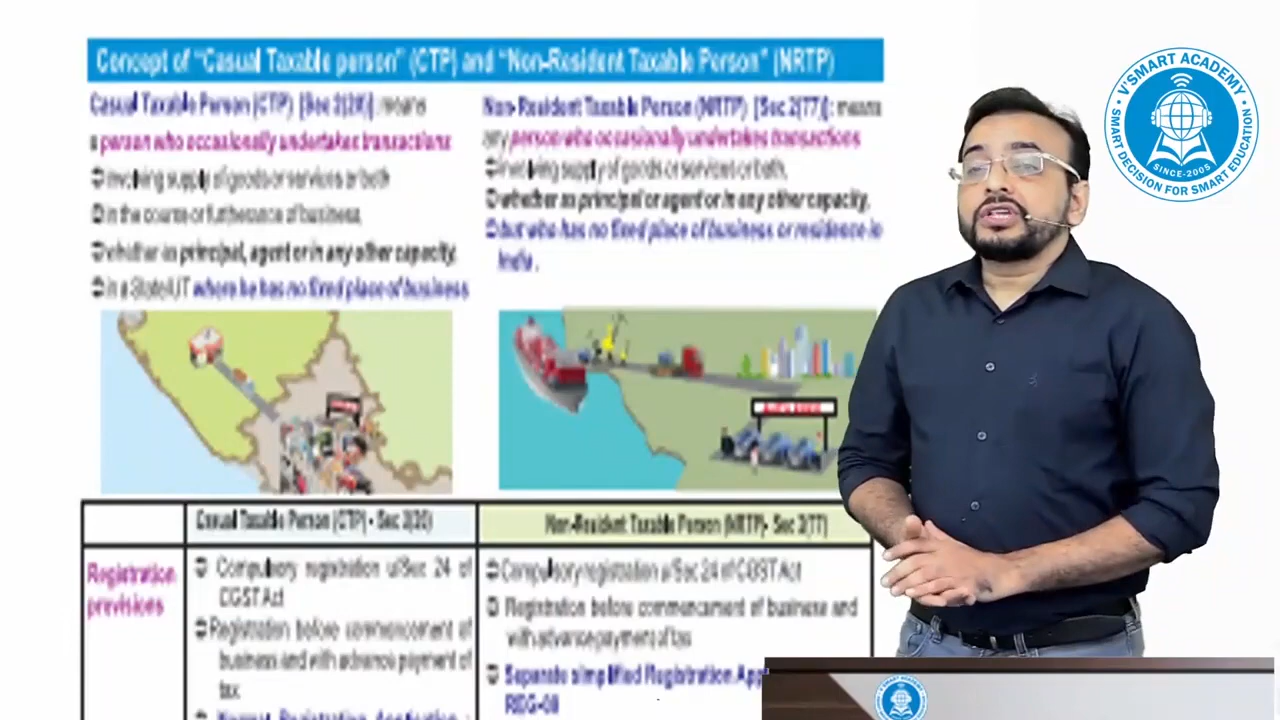 Concept of "Casual Taxable person" (CTP) and "Non-Resident Taxable Person" (NRTP)
Casual Taxable Person (CTP) [Sec 2(20)]: means
a person who occasionally undertakes transactions
involving supply of goods or services or both
in the course or furtherance of business,
whether as principal, agent or in any other capacity,
in a State/UT where he has no fixed place of business
Non-Resident Taxable Person (NRTP) [Sec 2(77)]: means
any person who occasionally undertakes transactions
involving supply of goods or services or both,
whether as principal or agent or in any other capacity,
but who has no fixed place of business or residence in
India.
Casual Taxable Person (CTP) - Sec 2(20)
Non-Resident Taxable Person (NRTP)- Sec 2(77)
Registration
provisions
Compulsory registration u/Sec 24 of
CGST Act
Registration before commencement of
business and with advance payment of
tax
Normal Registration Application :
Compulsory registration u/Sec 24 of CGST Act
Registration before commencement of business and
with advance payment of tax
Separate simplified Registration App
REG-09
V'SMART ACADEMY
SMART DECISION FOR SMART EDUCATION
SINCE-2005